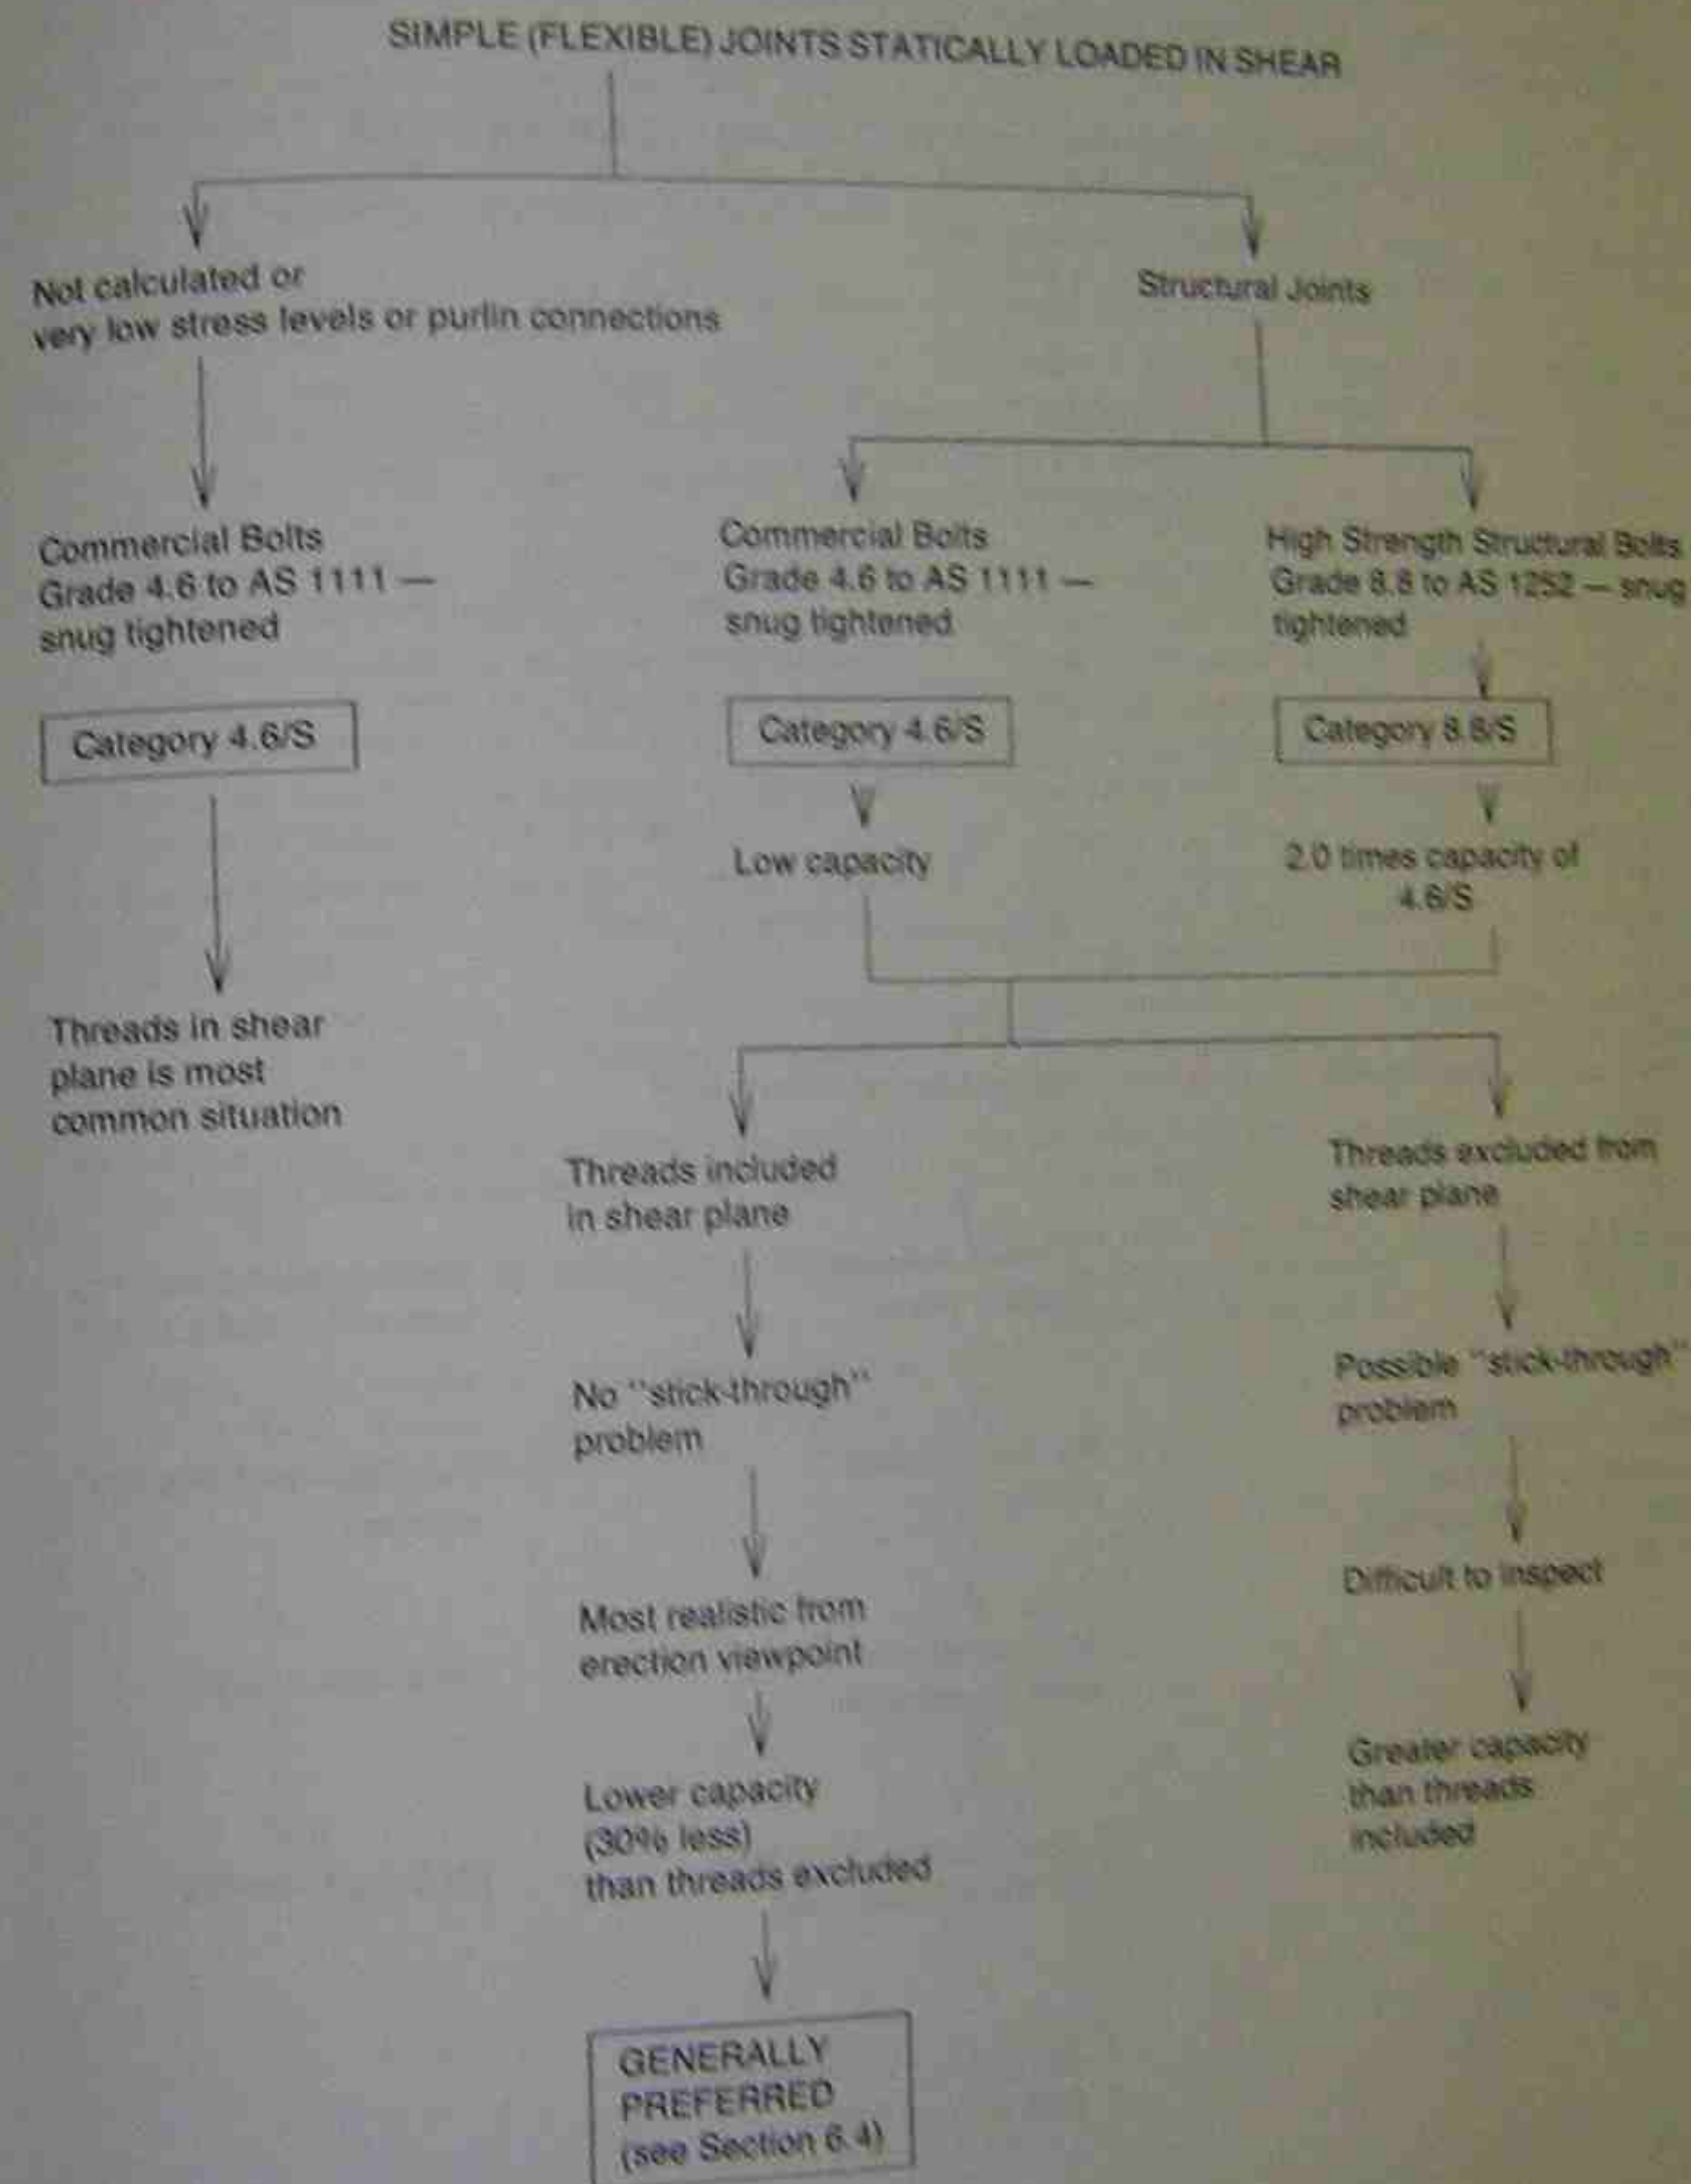 SIMPLE (FLEXIBLE) JOINTS STATICALLY LOADED IN SHEAR
Not calculated or
very low stress levels or purlin connections
Structural Joints
Commercial Bolts
Grade 4.6 to AS 1111 —
snug tightened
Commercial Bolts
Grade 4.6 to AS 1111 —
snug tightened
High Strength Structural Bolts
Grade 8.8 to AS 1252 — snug
tightened
Category 4.6/S
Category 4.6/S
Category 8.8/S
Low capacity
2.0 times capacity of
4.6/S
Threads in shear
plane is most
common situation
Threads included
in shear plane
Threads excluded from
shear plane
No "stick-through"
problem
Possible "stick-through"
problem
Most realistic from
erection viewpoint
Difficult to inspect
Lower capacity
(30% less)
than threads excluded
Greater capacity
than threads
included
GENERALLY
PREFERRED
(see Section 6.4)